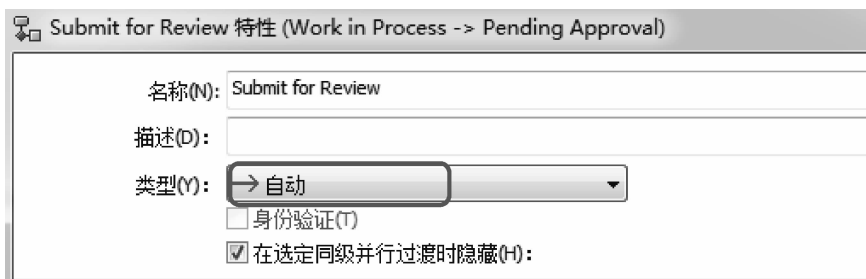 Submit for Review 特性 (Work in Process -> Pending Approval)
名称(N): Submit for Review
描述(D):
类型(Y): 自动
身份验证(T)
在选定同级并行过渡时隐藏(H):